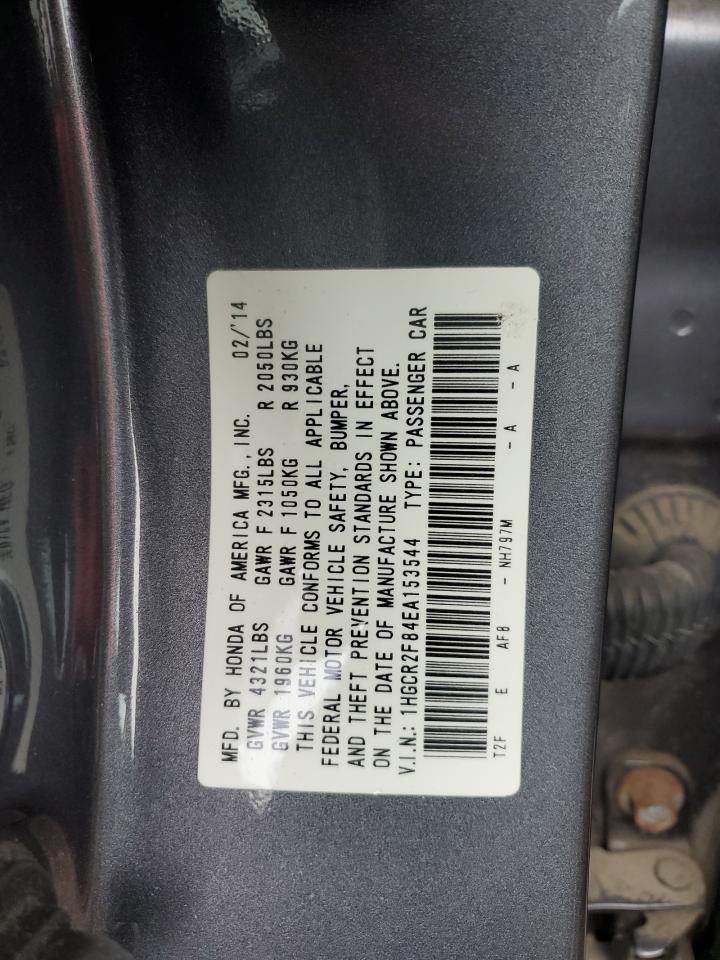 MFD. BY HONDA OF AMERICA MFG., INC. 02/'14
GVWR 4321LBS GAWR F 2315LBS R 2050LBS
GVWR 1960KG GAWR F 1050KG R 930KG
THIS VEHICLE CONFORMS TO ALL APPLICABLE
FEDERAL MOTOR VEHICLE SAFETY, BUMPER,
AND THEFT PREVENTION STANDARDS IN EFFECT
ON THE DATE OF MANUFACTURE SHOWN ABOVE.
V.I.N.: 1HGCR2F84EA153544 TYPE: PASSENGER CAR
T2F E AF8 - NH797M - A - A